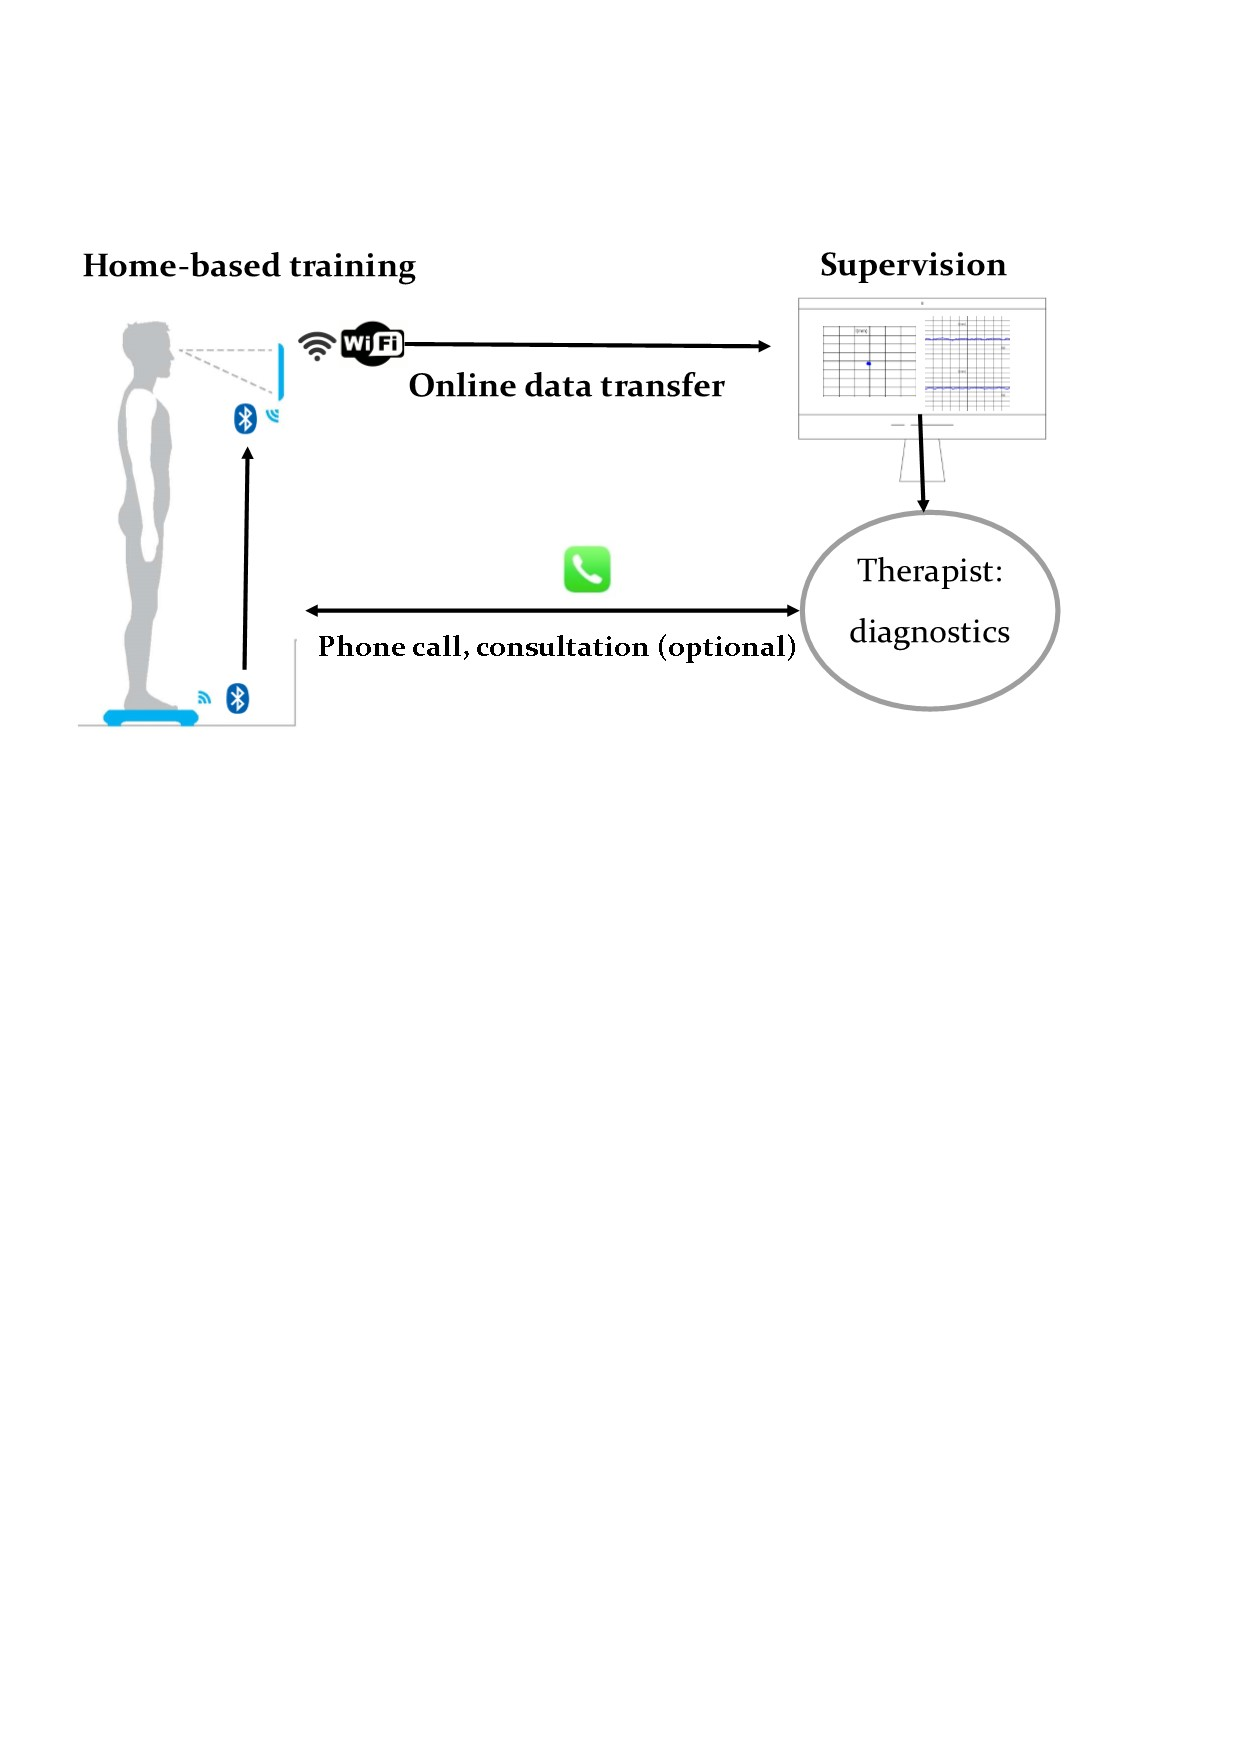 Home-based training
Supervision
WiFi
Online data transfer
Therapist:
diagnostics
Phone call, consultation (optional)